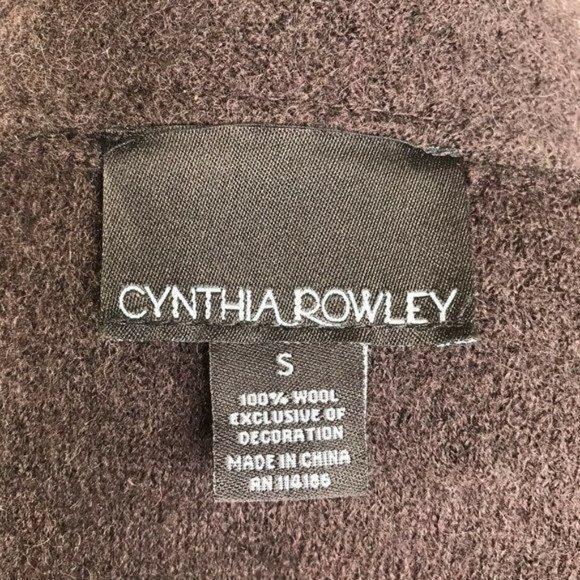 CYNTHIA ROWLEY
S
100% WOOL
EXCLUSIVE OF
DECORATION
MADE IN CHINA
RN 114186